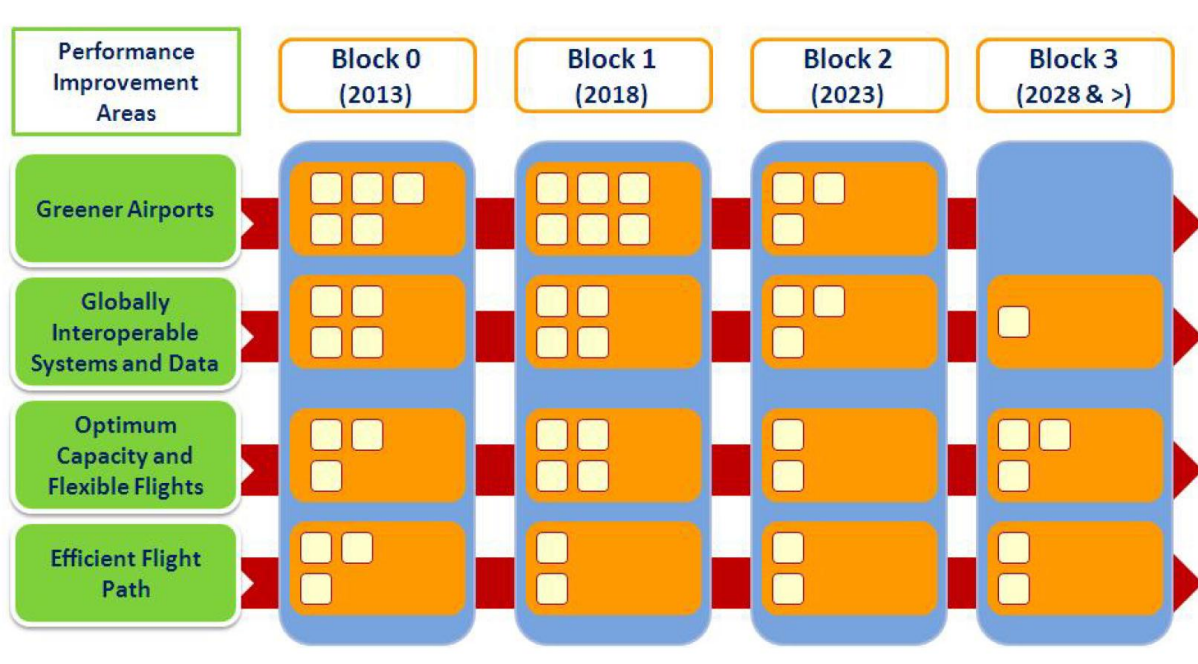 Performance
Improvement
Areas
Block 0
(2013)
Block 1
(2018)
Block 2
(2023)
Block 3
(2028 & >)
Greener Airports
Globally
Interoperable
Systems and Data
Optimum
Capacity and
Flexible Flights
Efficient Flight
Path